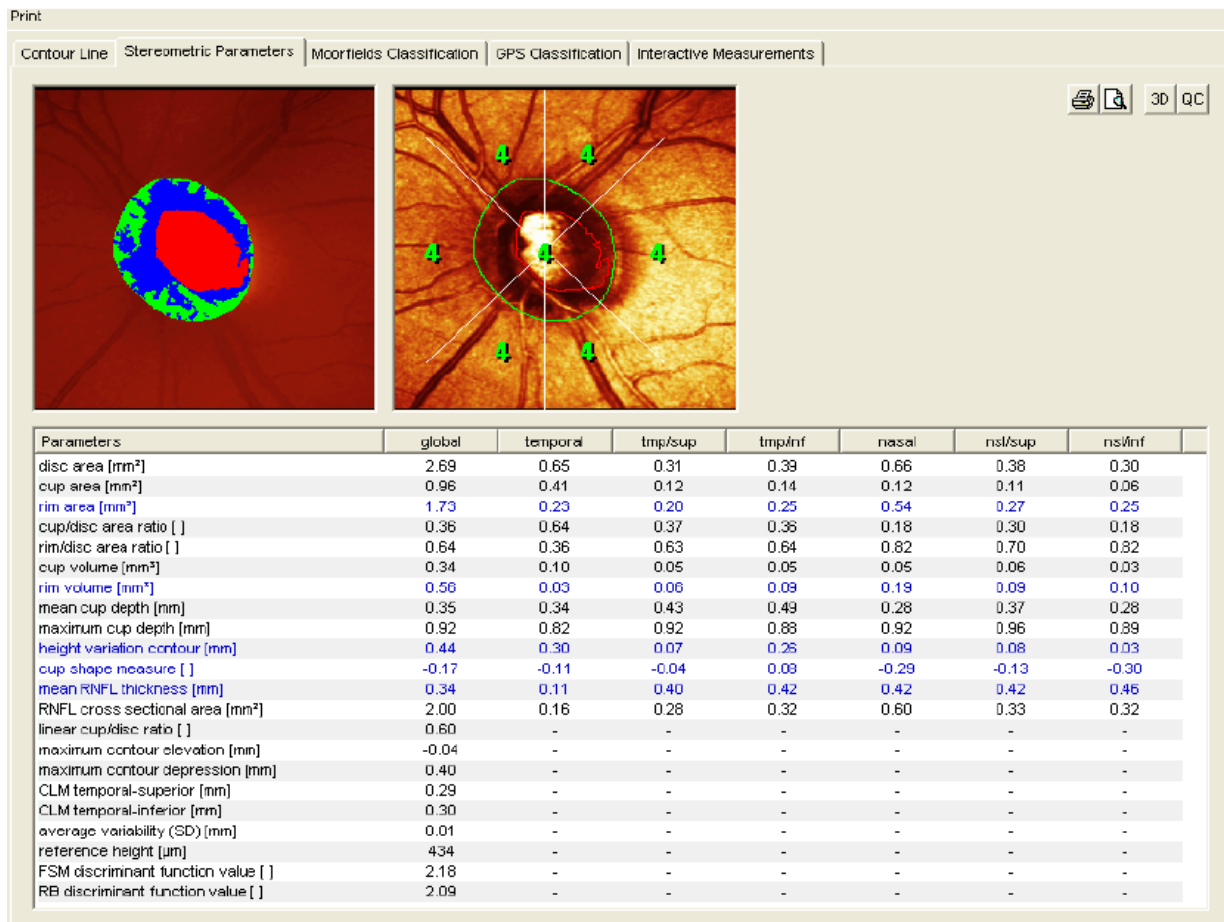 Print
Contour Line Stereometric Parameters Moorfields Classification GPS Classification Interactive Measurements
3D QC
4 4
4 4 4
4 4
Parameters global temporal tmp/sup tmp/inf nasal nsl/sup nsl/inf
disc area [mm²] 2.69 0.65 0.31 0.39 0.66 0.38 0.30
cup area [mm²] 0.96 0.41 0.12 0.14 0.12 0.11 0.06
rim area [mm²] 1.73 0.23 0.20 0.25 0.54 0.27 0.25
cup/disc area ratio [ ] 0.36 0.64 0.37 0.36 0.18 0.30 0.18
rim/disc area ratio [ ] 0.64 0.36 0.63 0.64 0.82 0.70 0.82
cup volume [mm³] 0.34 0.10 0.05 0.05 0.05 0.06 0.03
rim volume [mm³] 0.56 0.03 0.06 0.09 0.19 0.09 0.10
mean cup depth [mm] 0.35 0.34 0.43 0.49 0.28 0.37 0.28
maximum cup depth [mm] 0.92 0.82 0.92 0.88 0.92 0.96 0.89
height variation contour [mm] 0.44 0.30 0.07 0.26 0.09 0.08 0.03
cup shape measure [ ] -0.17 -0.11 -0.04 0.03 -0.29 -0.13 -0.30
mean RNFL thickness [mm] 0.34 0.11 0.40 0.42 0.42 0.42 0.46
RNFL cross sectional area [mm²] 2.00 0.16 0.28 0.32 0.60 0.33 0.32
linear cup/disc ratio [ ] 0.60 - - - - - -
maximum contour elevation [mm] -0.04 - - - - - -
maximum contour depression [mm] 0.40 - - - - - -
CLM temporal-superior [mm] 0.29 - - - - - -
CLM temporal-inferior [mm] 0.30 - - - - - -
average variability (SD) [mm] 0.01 - - - - - -
reference height [µm] 434 - - - - - -
FSM discriminant function value [ ] 2.18 - - - - - -
RB discriminant function value [ ] 2.09 - - - - - -